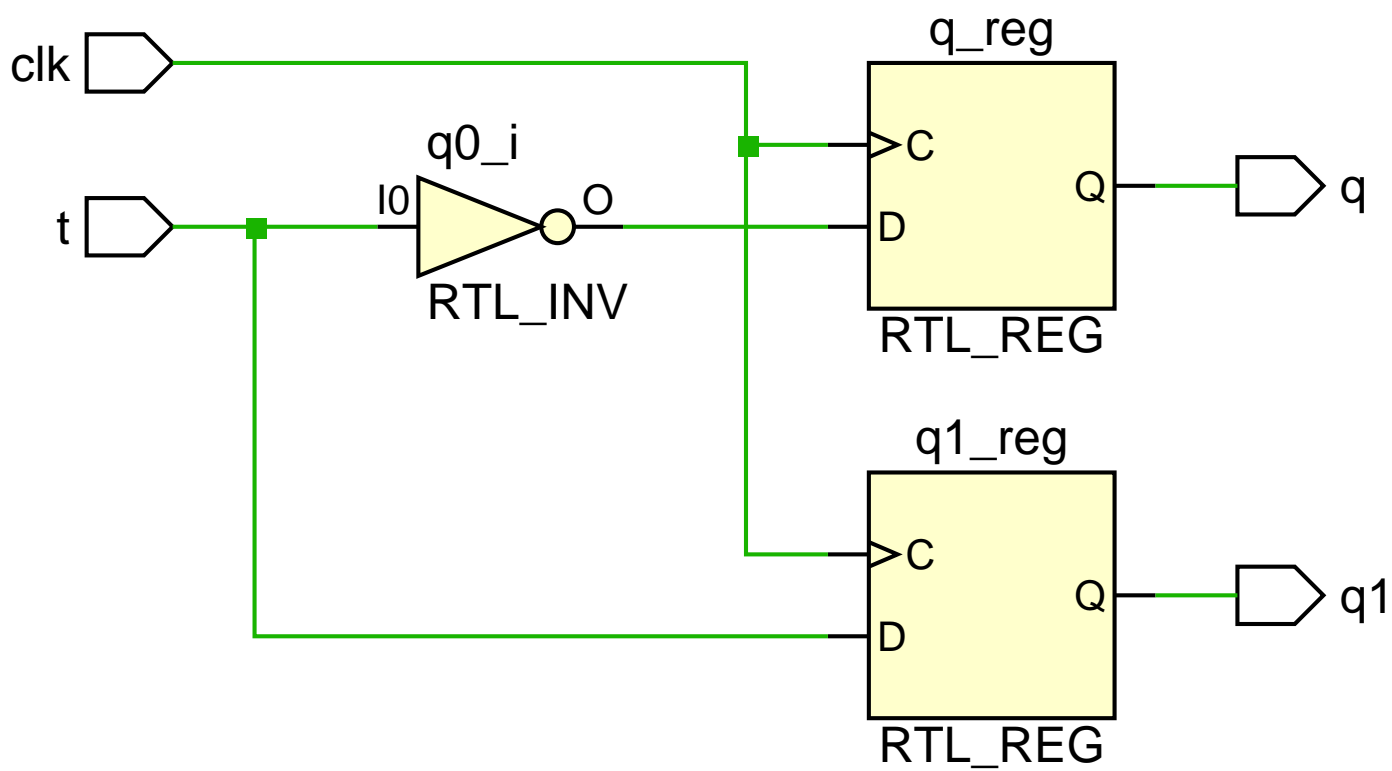 q_reg
clk
C
q0_i
I0
O
Q
q
t
D
RTL_INV
RTL_REG
q1_reg
C
Q
q1
D
RTL_REG